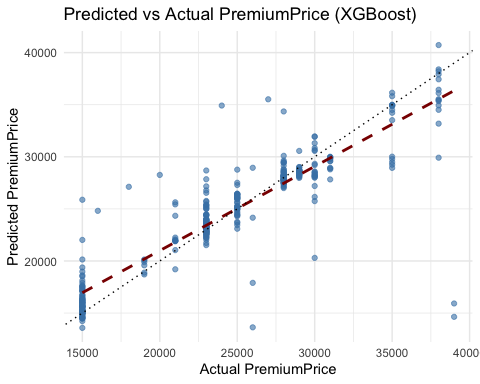 Predicted vs Actual PremiumPrice (XGBoost)
40000
30000
20000
Predicted PremiumPrice
15000 20000 25000 30000 35000 40000
Actual PremiumPrice